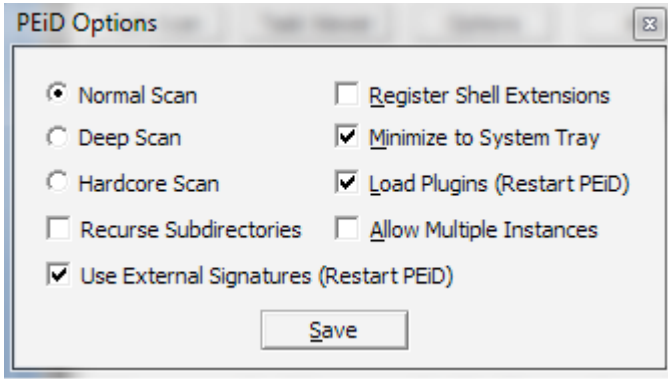 PEiD Options
Normal Scan
Register Shell Extensions
Deep Scan
Minimize to System Tray
Hardcore Scan
Load Plugins (Restart PEiD)
Recurse Subdirectories
Allow Multiple Instances
Use External Signatures (Restart PEiD)
Save